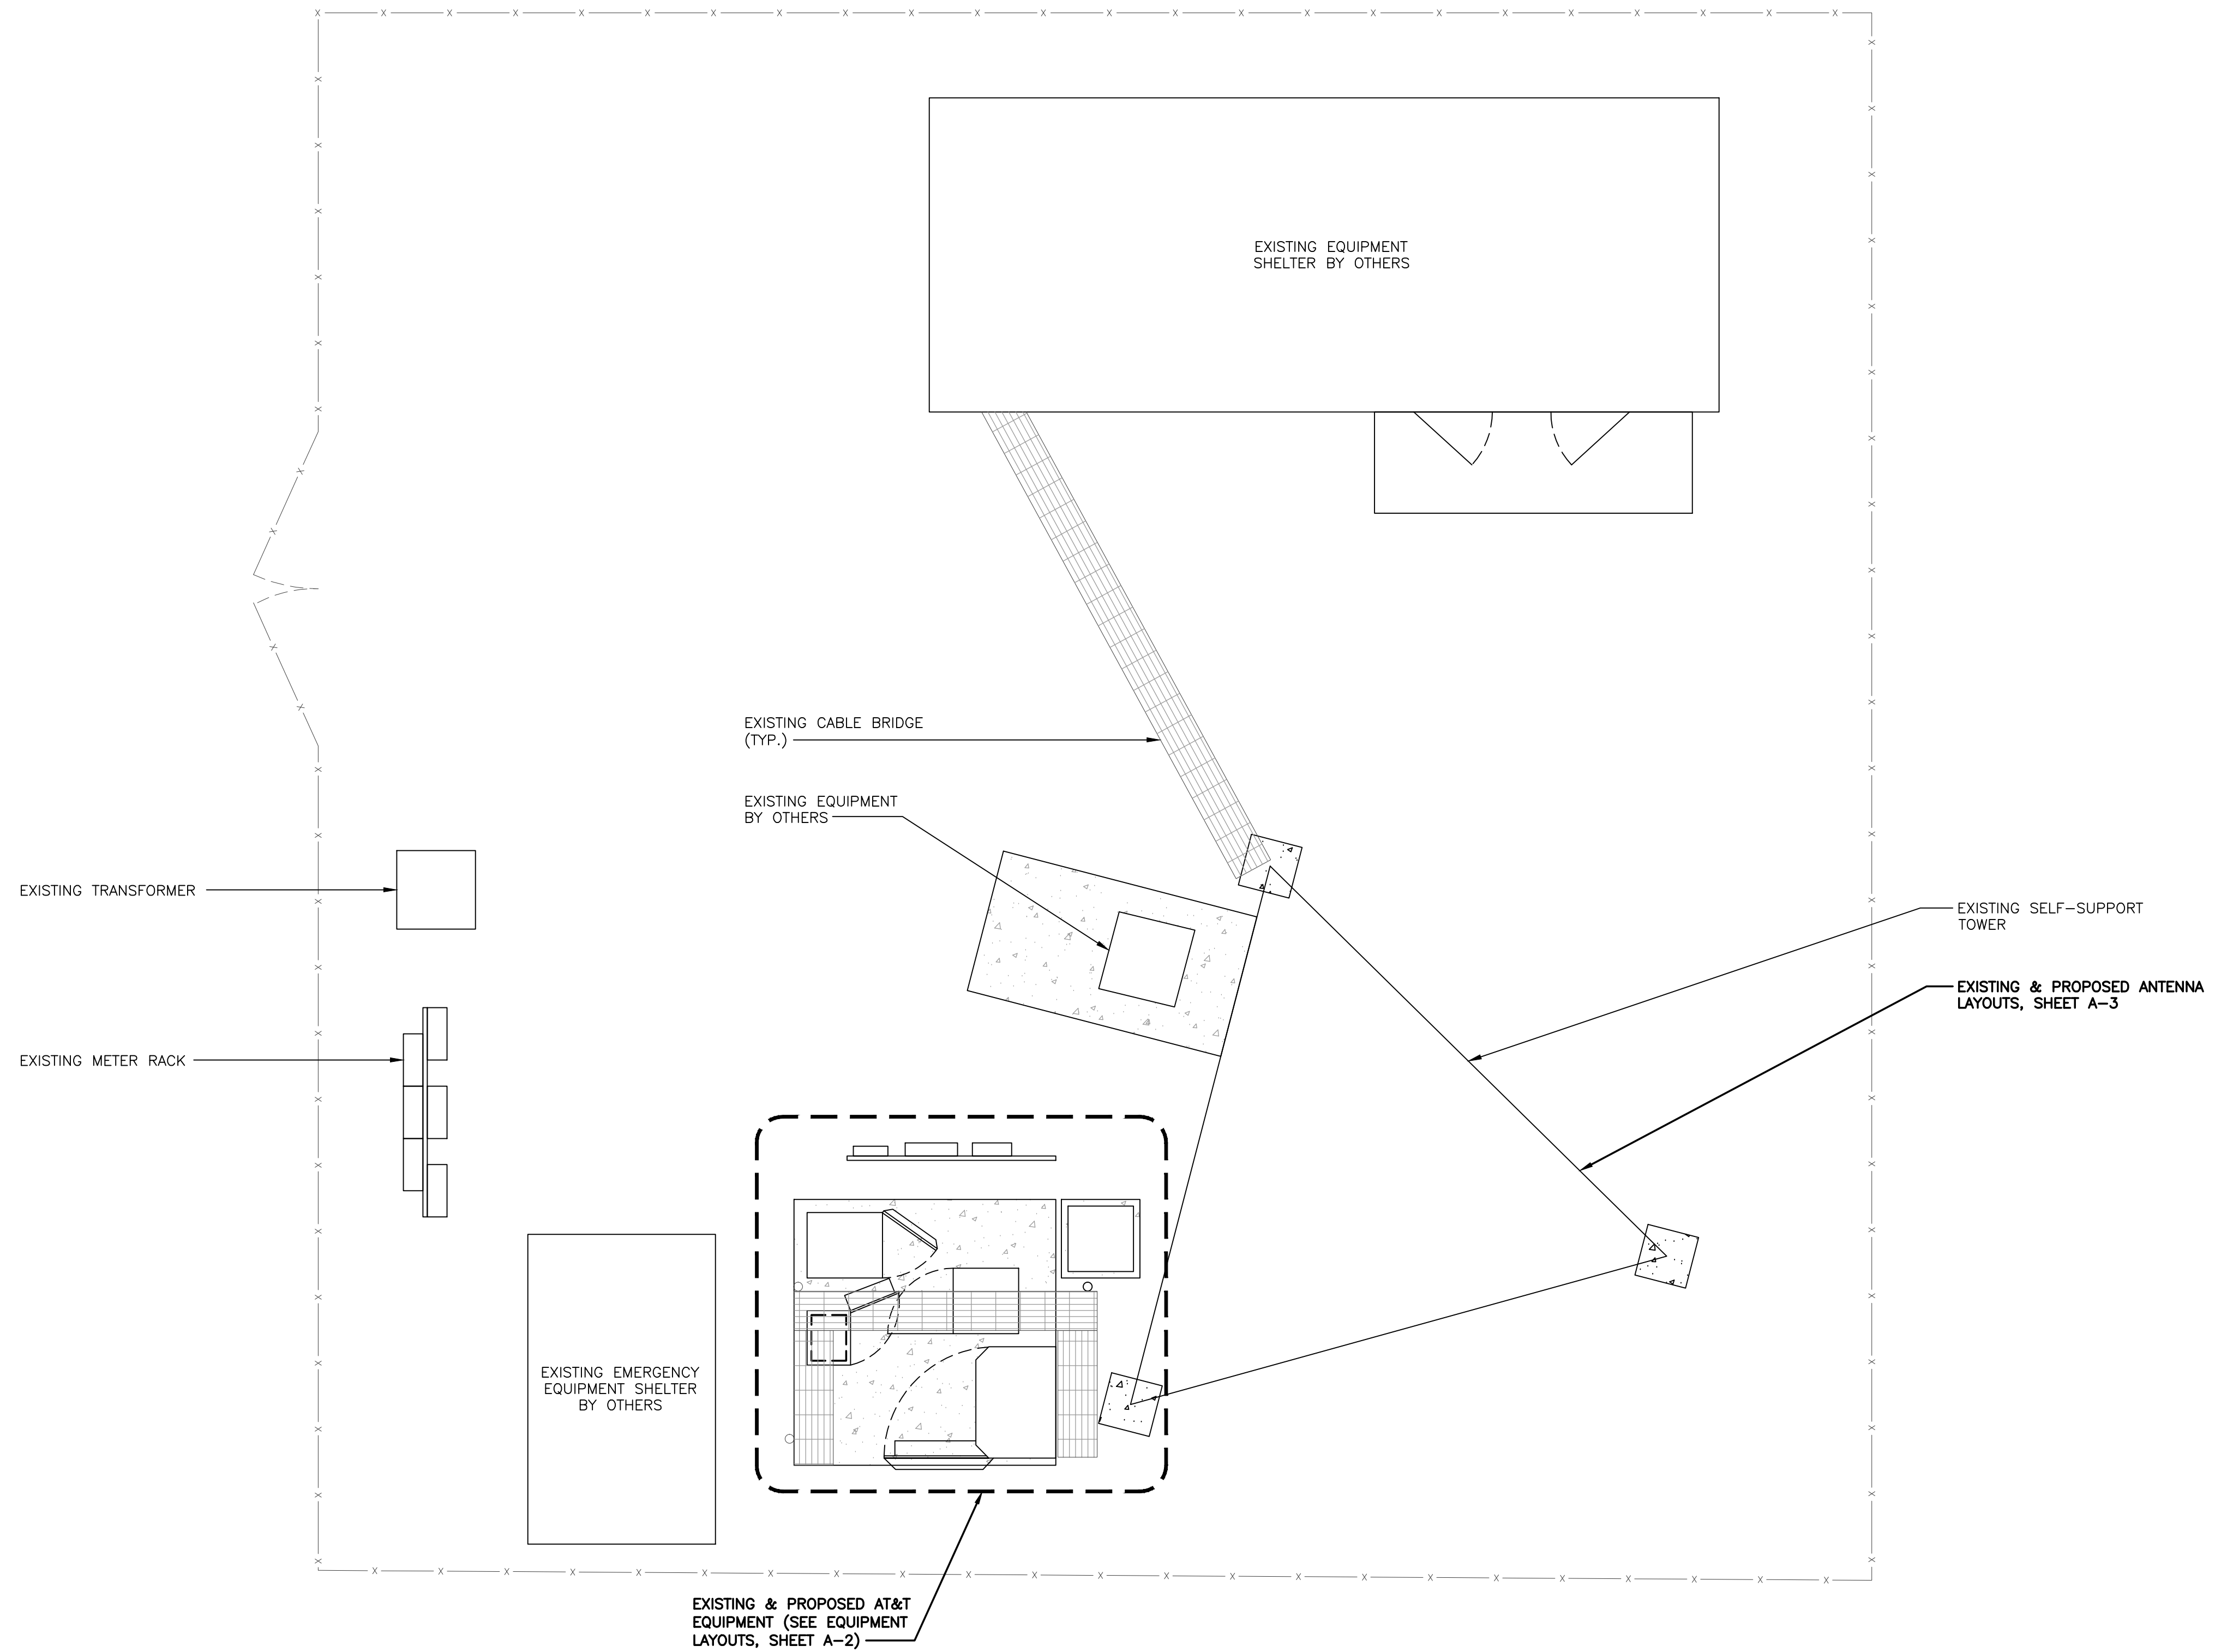 EXISTING EQUIPMENT
SHELTER BY OTHERS
EXISTING CABLE BRIDGE
(TYP.)
EXISTING EQUIPMENT
BY OTHERS
EXISTING TRANSFORMER
EXISTING SELF-SUPPORT
TOWER
EXISTING & PROPOSED ANTENNA
LAYOUTS, SHEET A-3
EXISTING METER RACK
EXISTING EMERGENCY
EQUIPMENT SHELTER
BY OTHERS
EXISTING & PROPOSED AT&T
EQUIPMENT (SEE EQUIPMENT
LAYOUTS, SHEET A-2)